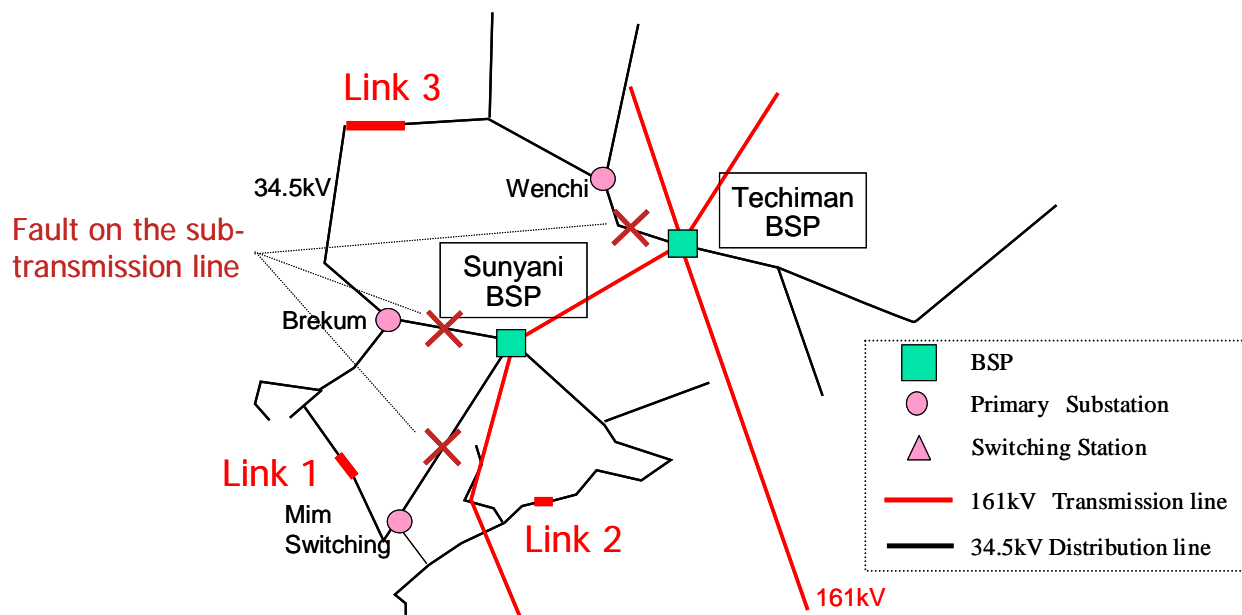 Link 3
34.5kV
Wenchi
Techiman
BSP
Fault on the sub-
transmission line
Sunyani
BSP
Brekum
Link 1
Mim
Switching
Link 2
161kV
BSP
Primary Substation
Switching Station
161kV Transmission line
34.5kV Distribution line